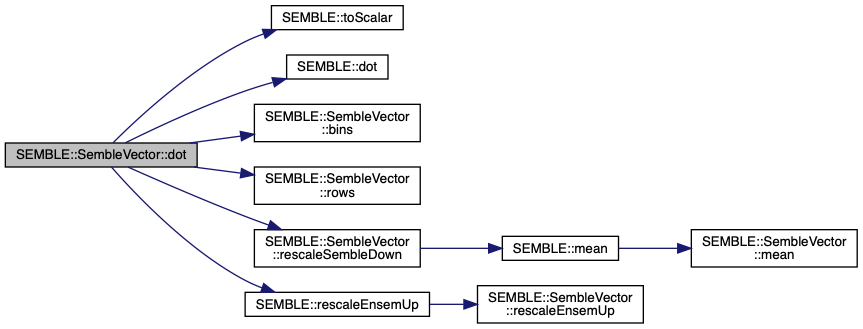 SEMBLE::toScalar
SEMBLE::dot
SEMBLE::SembleVector
::bins
SEMBLE::SembleVector::dot
SEMBLE::SembleVector
::rows
SEMBLE::SembleVector
::rescaleSembleDown
SEMBLE::mean
SEMBLE::SembleVector
::mean
SEMBLE::rescaleEnsemUp
SEMBLE::SembleVector
::rescaleEnsemUp